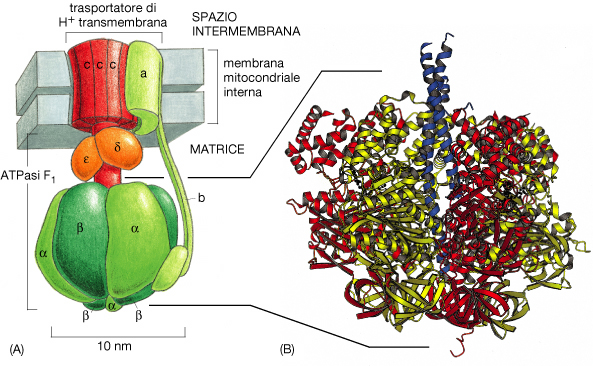 trasportatore di
H+ transmembrana
SPAZIO
INTERMEMBRANA
c c c
a
membrana
mitocondriale
interna
ε
δ
MATRICE
ATPasi F1
b
β
α
α
β
α
β
10 nm
(A)
(B)